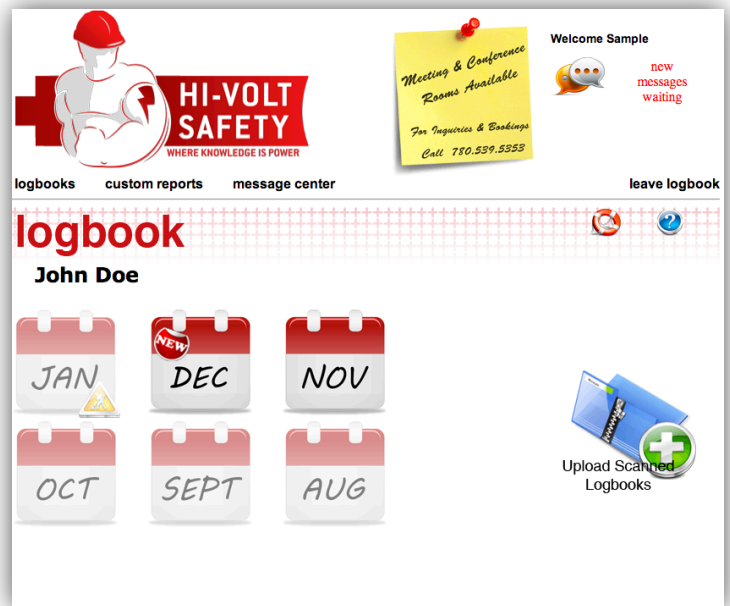 HI-VOLT
SAFETY
WHERE KNOWLEDGE IS POWER
Meeting & Conference
Rooms Available
For Inquiries & Bookings
Call 780.539.5353
Welcome Sample
new
messages
waiting
logbooks custom reports message center leave logbook
logbook
John Doe
JAN NEW DEC NOV
OCT SEPT AUG
Upload Scanned
Logbooks